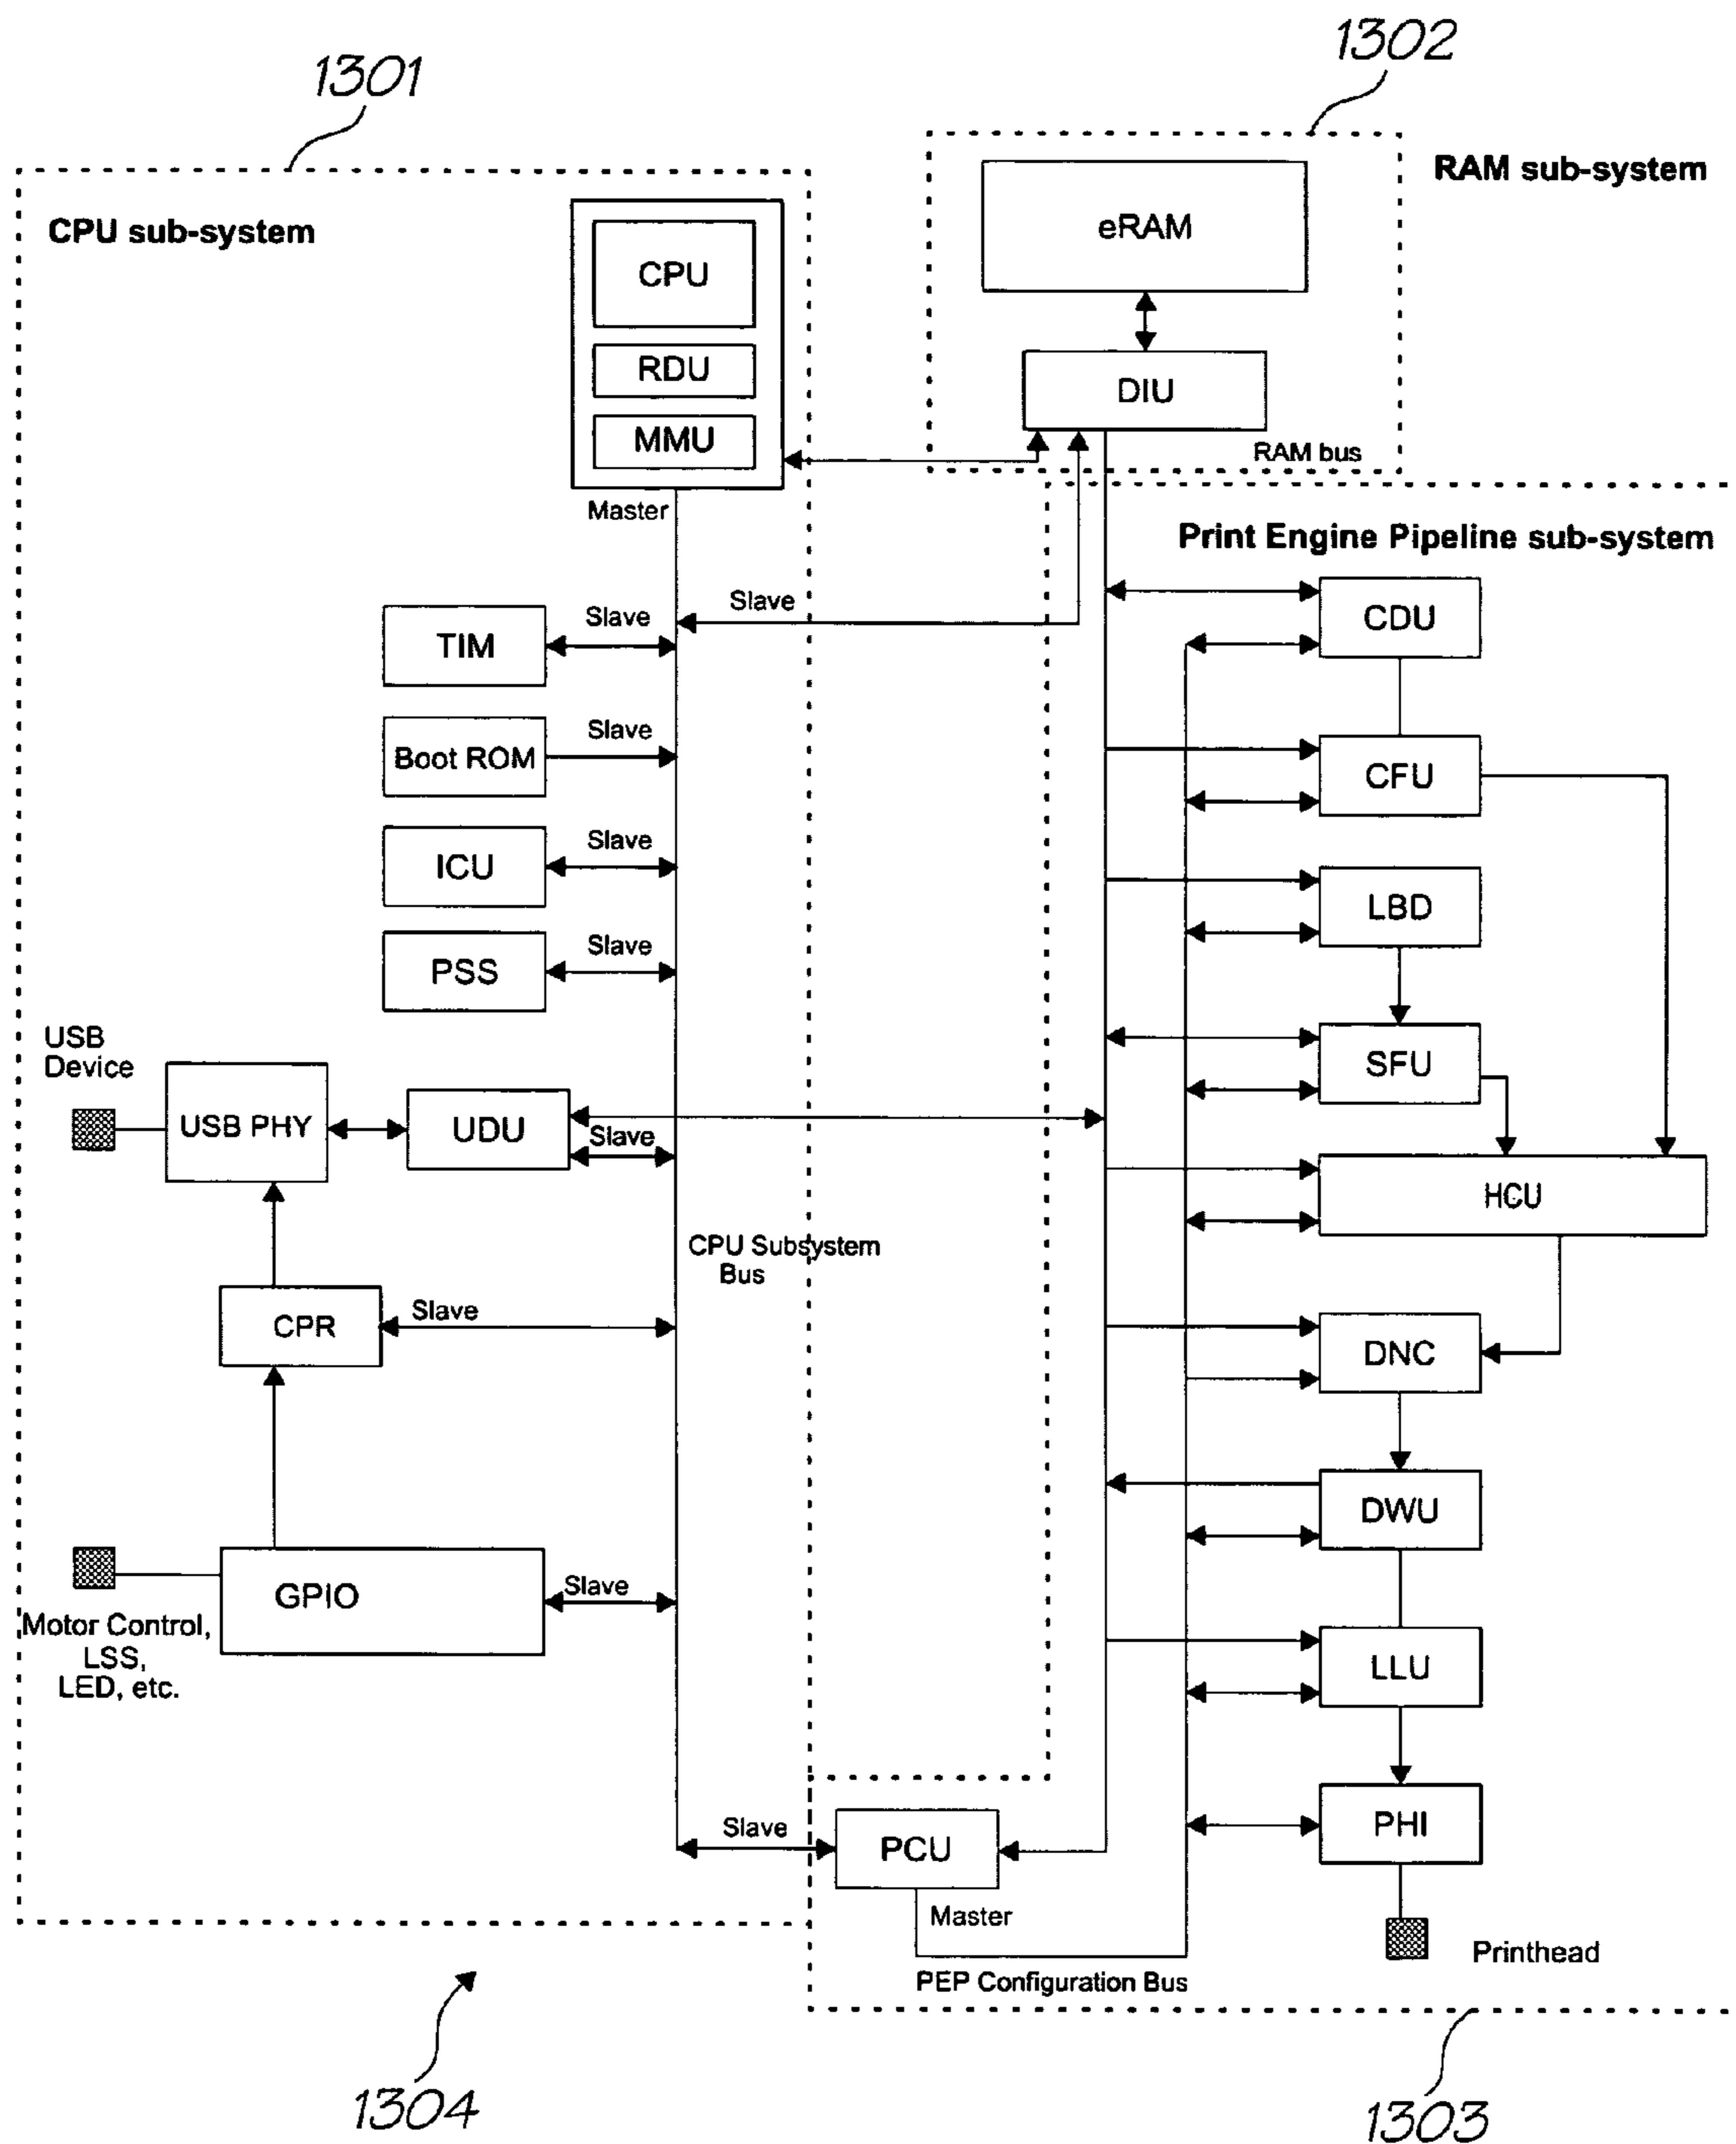 1301
1302
RAM sub-system
CPU sub-system
eRAM
CPU
RDU
DIU
MMU
RAM bus
Master
Print Engine Pipeline sub-system
Slave
Slave
CDU
TIM
Slave
Boot ROM
CFU
Slave
ICU
LBD
Slave
PSS
USB
Device
SFU
USB PHY
UDU
Slave
HCU
CPU Subsystem
Bus
Slave
CPR
DNC
DWU
Slave
GPIO
Motor Control,
LSS,
LED, etc.
LLU
PHI
Slave
PCU
Master
Printhead
PEP Configuration Bus
1304
1303